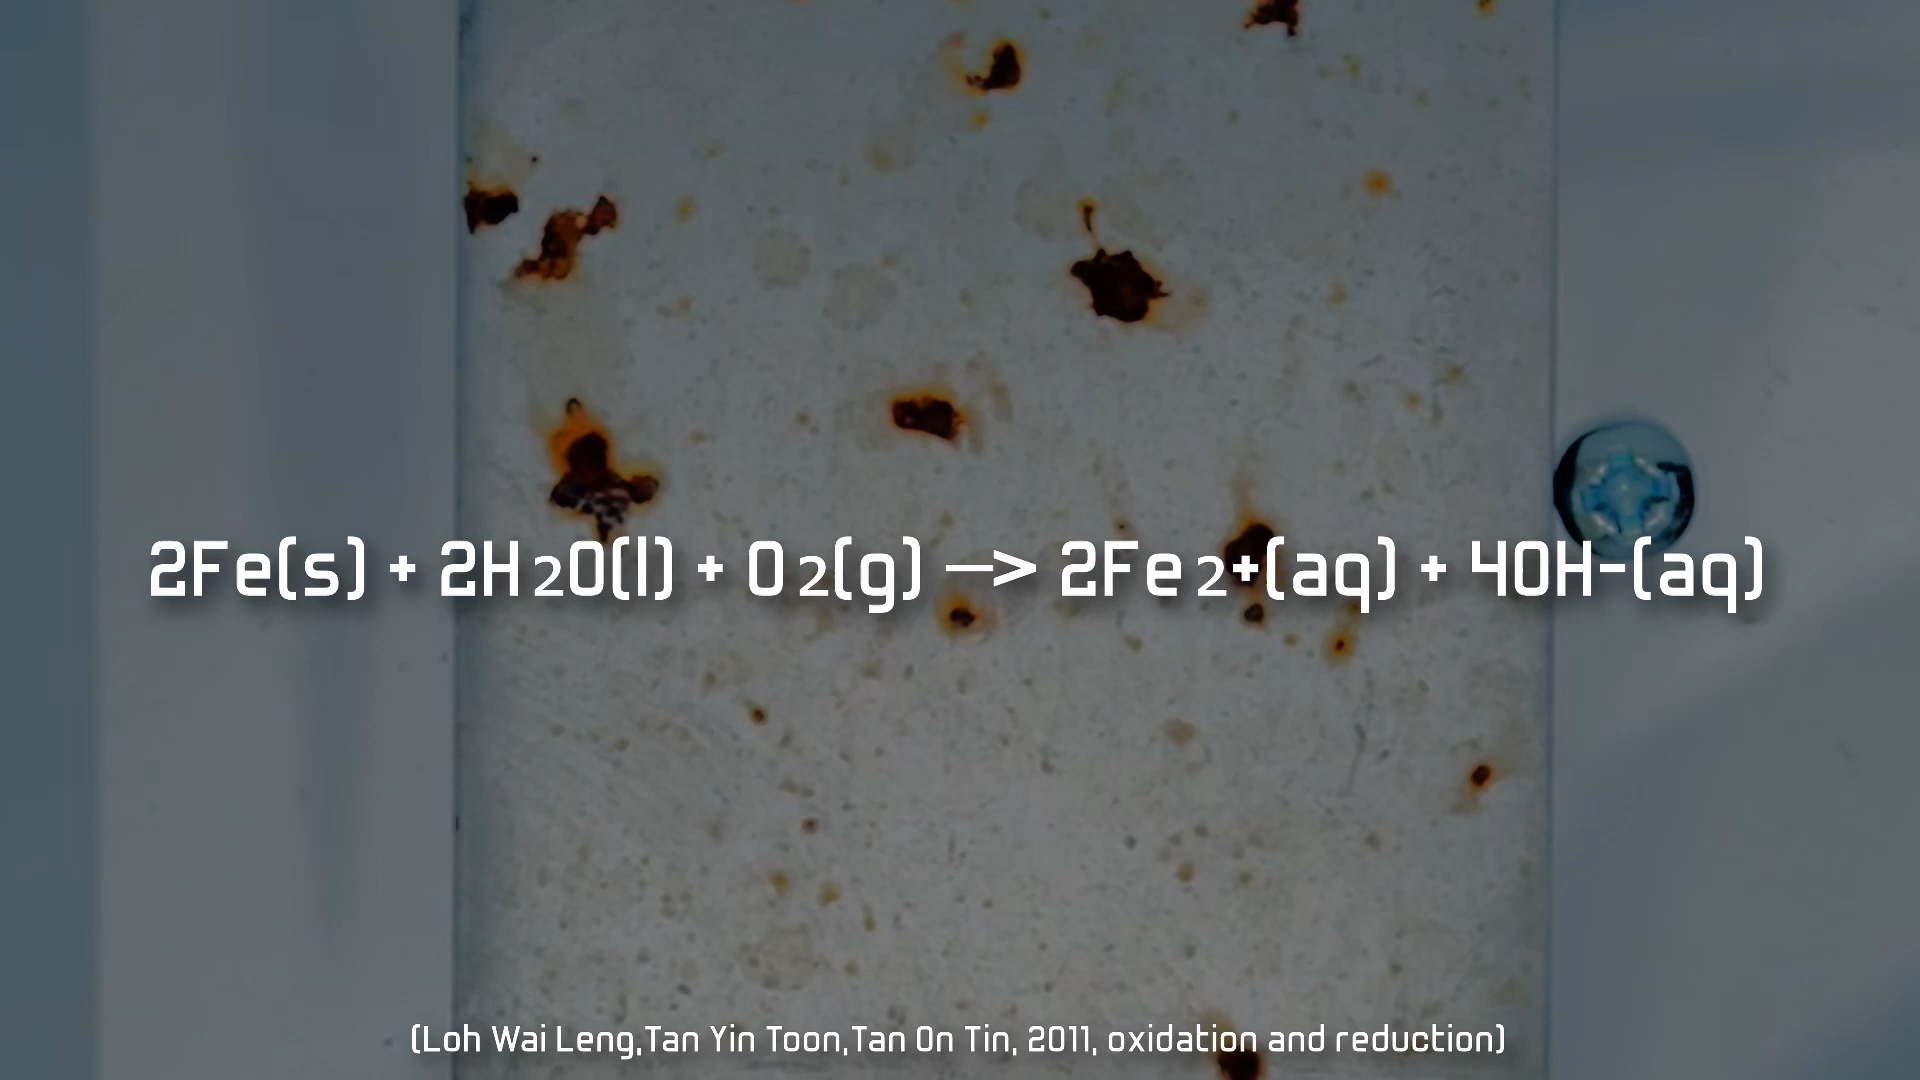 2Fe(s) + 2H₂O(l) + O₂(g) —> 2Fe₂+(aq) + 4OH-(aq)
(Loh Wai Leng,Tan Yin Toon,Tan On Tin, 2011, oxidation and reduction)